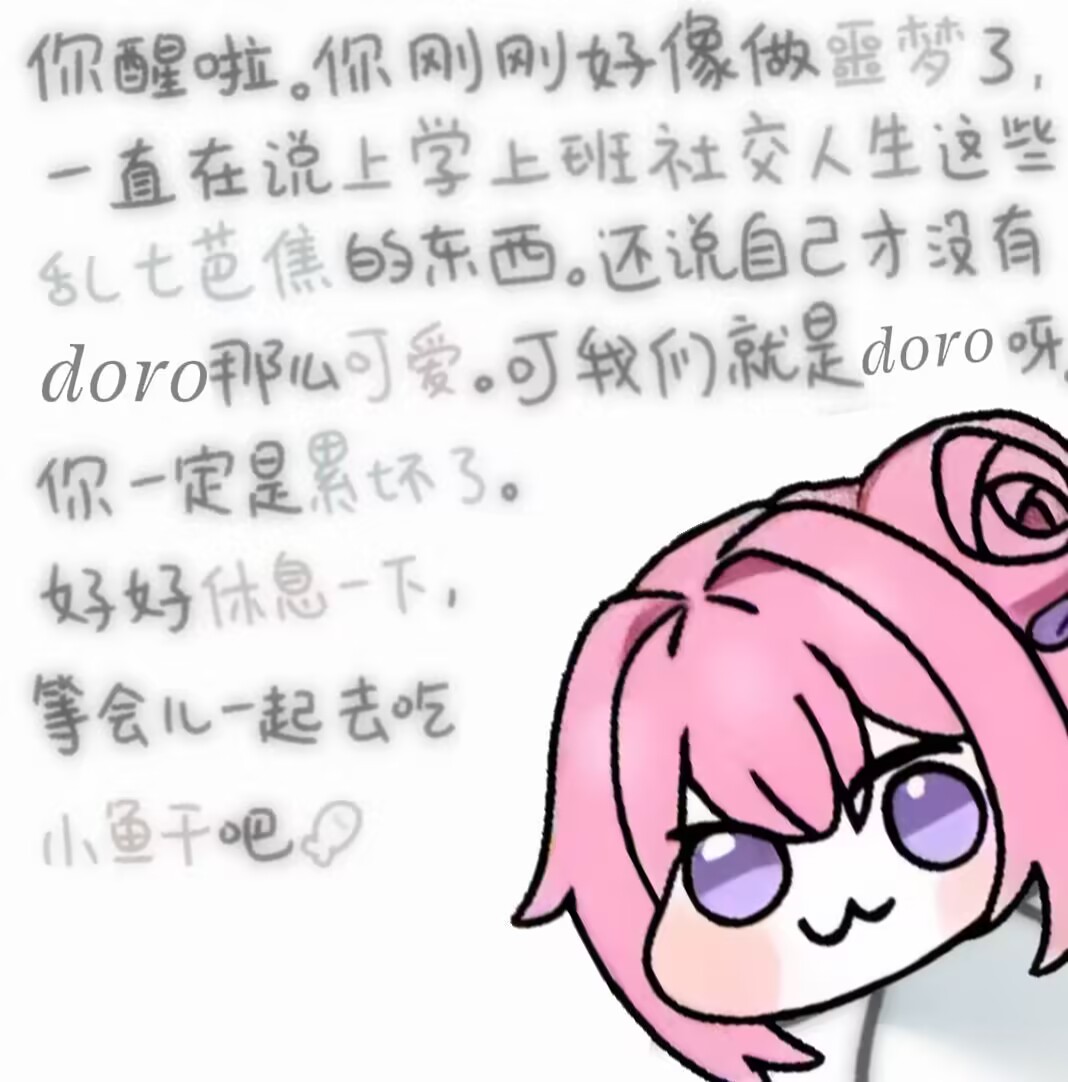 你醒啦。你刚刚好像做噩梦了,
一直在说上学上班社交人生这些
乱七芭焦的东西。还说自己才没有
doro那么可爱。可我们就是doro呀。
你一定是累坏了。
好好休息一下,
等会儿一起去吃
小鱼干吧